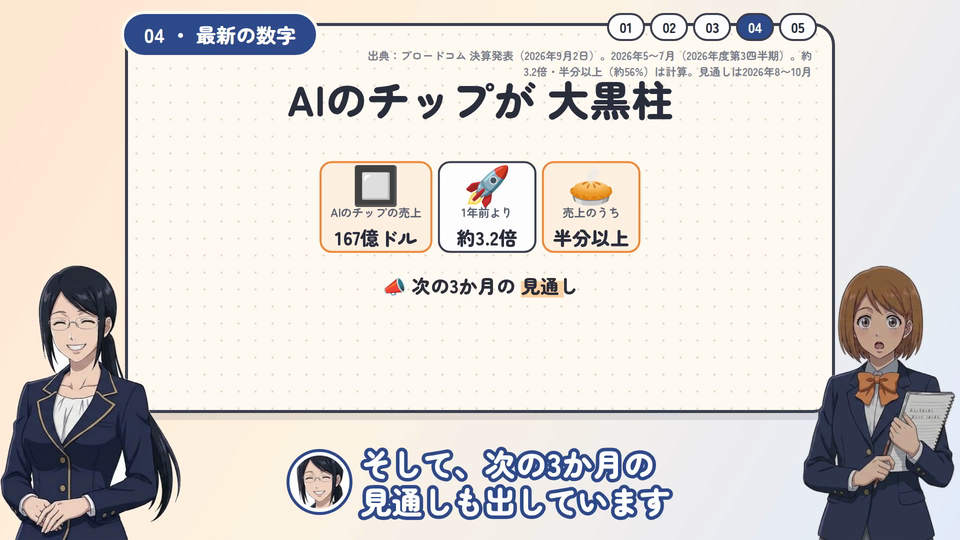 04 ・ 最新の数字
01 02 03 04 05
出典：ブロードコム 決算発表（2026年9月2日）。2026年5〜7月（2026年度第3四半期）。約
3.2倍・半分以上（約56%）は計算。見通しは2026年8〜10月
AIのチップが 大黒柱
AIのチップの売上
167億ドル
1年前より
約3.2倍
売上のうち
半分以上
次の3か月の 見通し
そして、次の3か月の
見通しも出しています